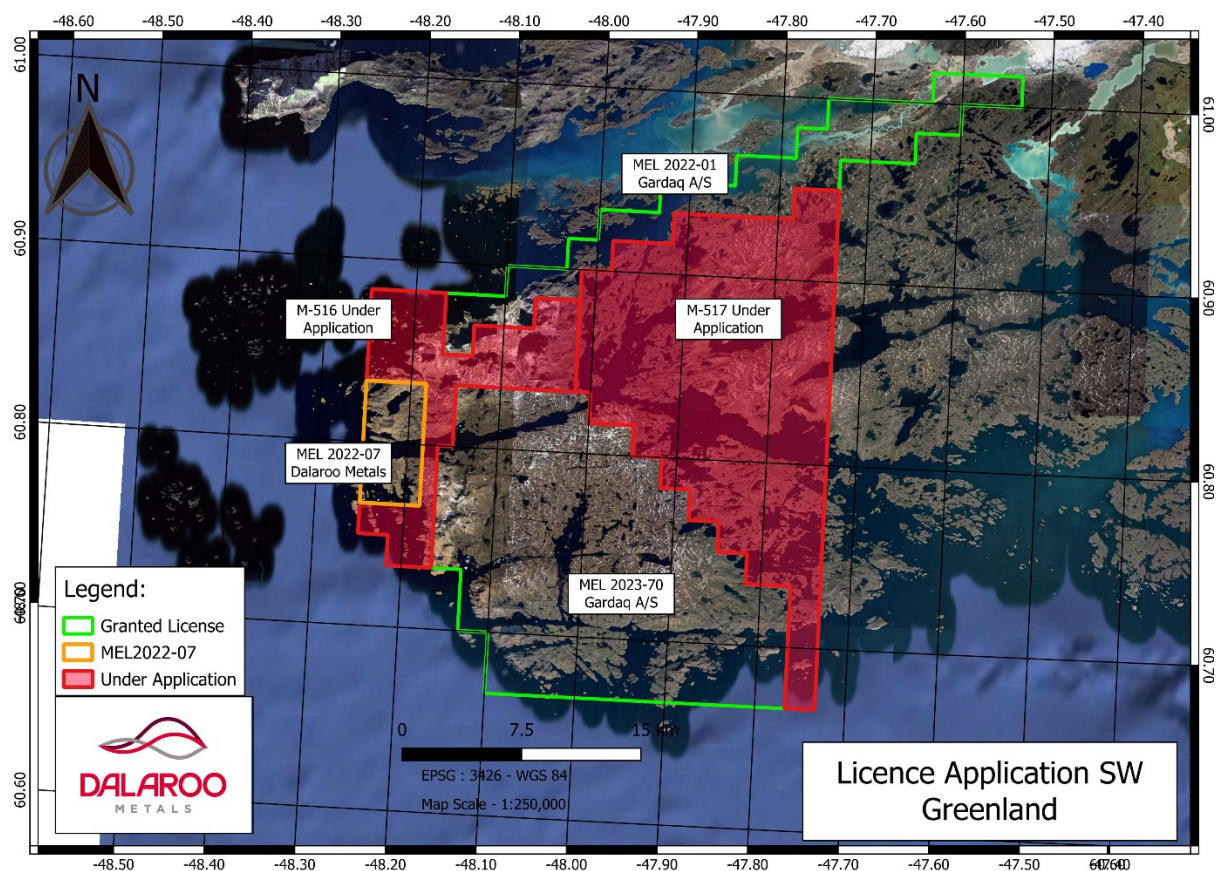 -48.60
-48.50
-48.40
-48.30
-48.20
-48.10
-48.00
-47.90
-47.80
-47.70
-47.60
-47.50
-47.40
61.00
61.00
N
MEL 2022-01
Gardaq A/S
60.90
60.90
M-516 Under
Application
M-517 Under
Application
60.80
60.80
MEL 2022-07
Dalaroo Metals
MEL 2023-70
Gardaq A/S
60.70
Legend:
Granted License
MEL2022-07
Under Application
DALAROO
METALS
0
7.5
15 km
EPSG : 3426 - WGS 84
Map Scale - 1:250,000
Licence Application SW
Greenland
60.60
-48.50
-48.40
-48.30
-48.20
-48.10
-48.00
-47.90
-47.80
-47.70
-47.60
-47.50